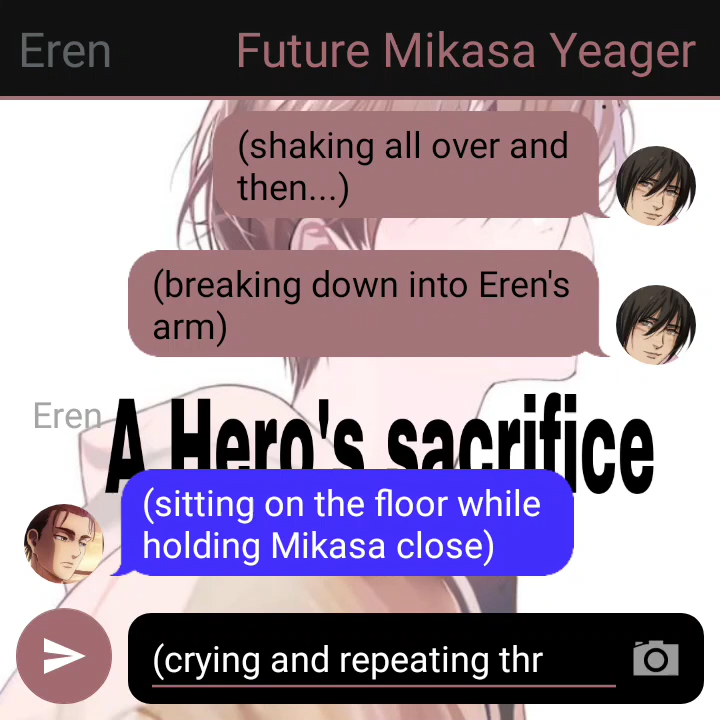 Eren
Future Mikasa Yeager
(shaking all over and
then...)
(breaking down into Eren's
arm)
Eren
A Hero's sacrifice
(sitting on the floor while
holding Mikasa close)
(crying and repeating thr